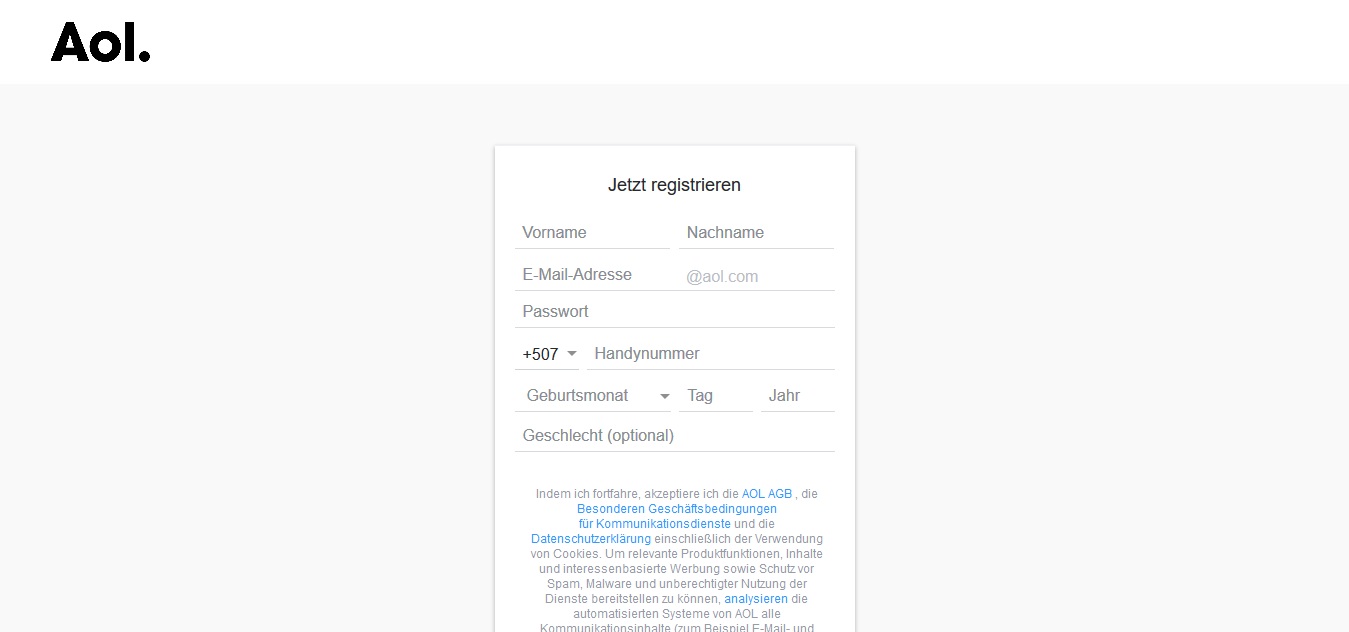 Aol.
Jetzt registrieren
Vorname Nachname
E-Mail-Adresse @aol.com
Passwort
+507 Handynummer
Geburtsmonat Tag Jahr
Geschlecht (optional)
Indem ich fortfahre, akzeptiere ich die AOL AGB , die
Besonderen Geschäftsbedingungen
für Kommunikationsdienste und die
Datenschutzerklärung einschließlich der Verwendung
von Cookies. Um relevante Produktfunktionen, Inhalte
und interessenbasierte Werbung sowie Schutz vor
Spam, Malware und unberechtigter Nutzung der
Dienste bereitstellen zu können, analysieren die
automatisierten Systeme von AOL alle
Kommunikationsinhalte (zum Beispiel E-Mail- und